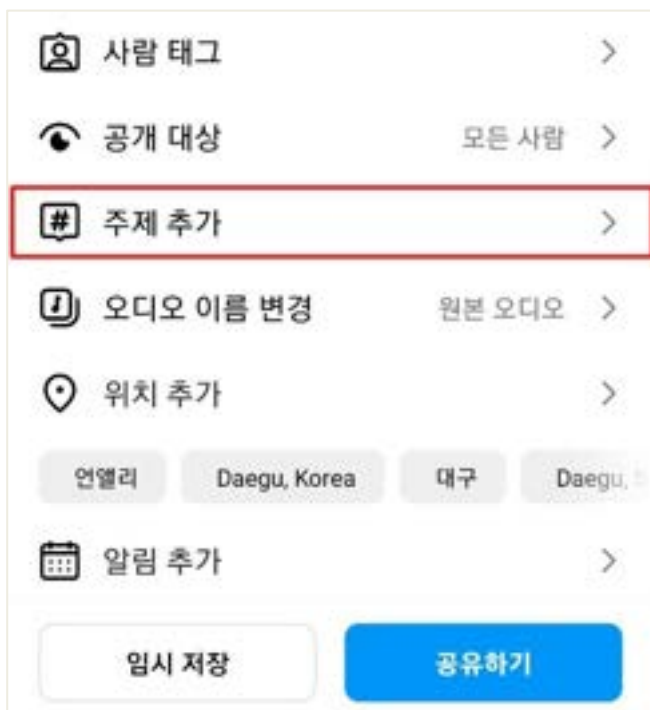 사람 태그
공개 대상 모든 사람
# 주제 추가
오디오 이름 변경 원본 오디오
위치 추가
언앨리 Daegu, Korea 대구 Daegu,
알림 추가
임시 저장 공유하기